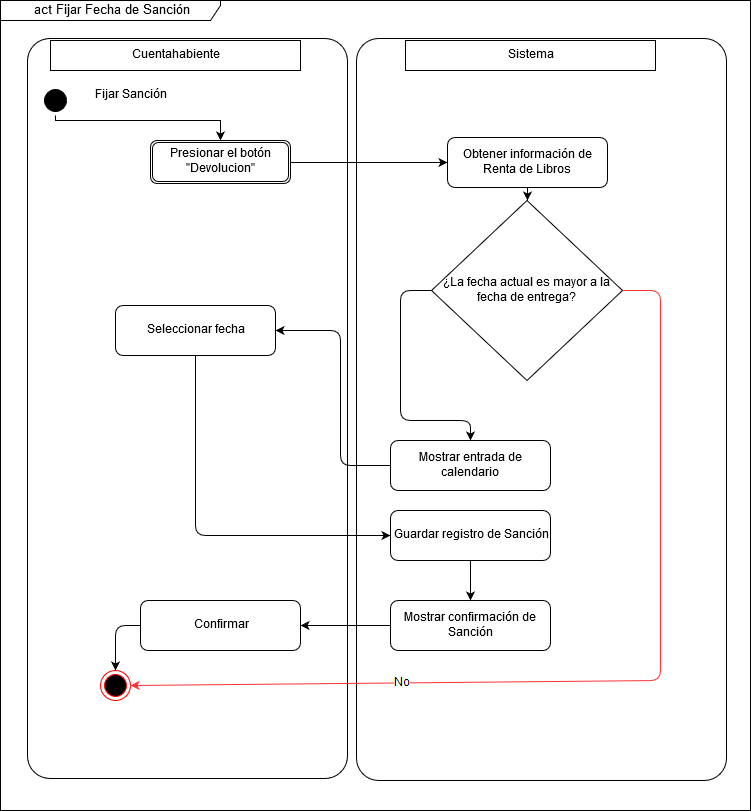 act Fijar Fecha de Sanción
Cuentahabiente
Sistema
Fijar Sanción
Presionar el botón
"Devolucion"
Obtener información de
Renta de Libros
¿La fecha actual es mayor a la
fecha de entrega?
Seleccionar fecha
Mostrar entrada de
calendario
Guardar registro de Sanción
Mostrar confirmación de
Sanción
Confirmar
No